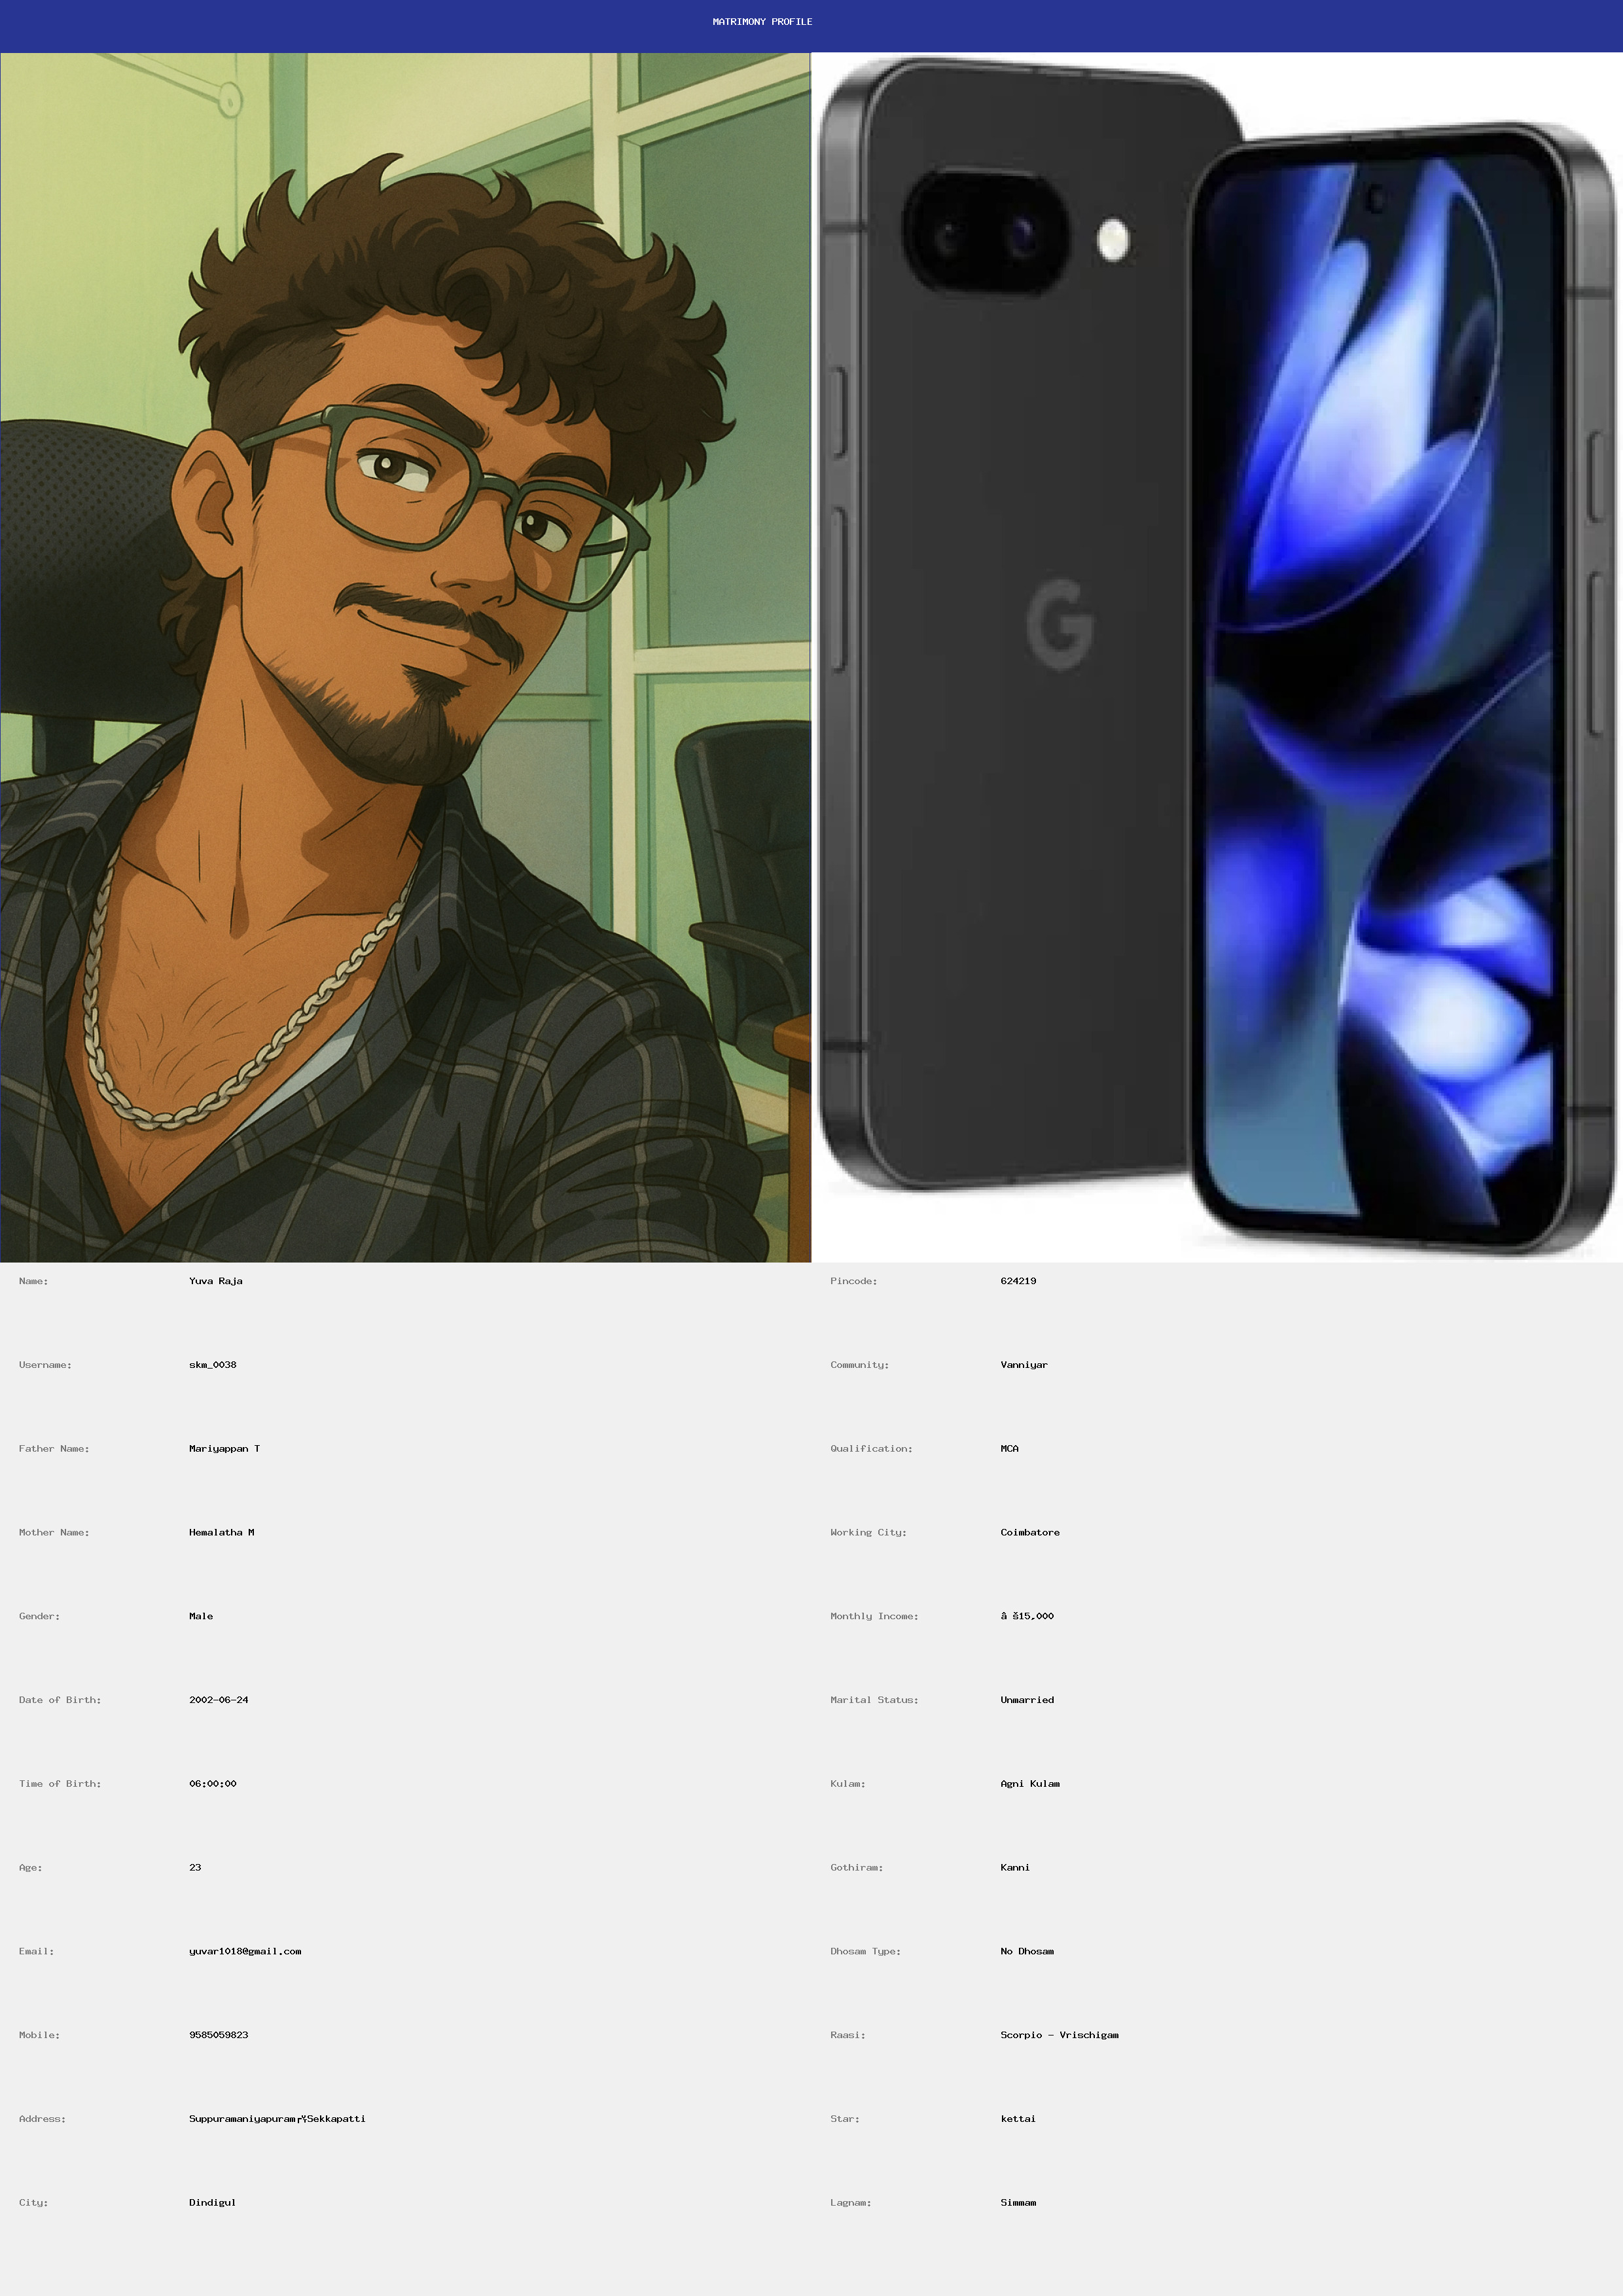 MATRIMONY PROFILE
G
Name: Yuva Raja
Username: skm_0038
Father Name: Mariyappan T
Mother Name: Hemalatha M
Gender: Male
Date of Birth: 2002-06-24
Time of Birth: 06:00:00
Age: 23
Email: yuvar1018@gmail.com
Mobile: 9585059823
Address: Suppuramaniyapuram┌%Sekkapatti
City: Dindigul
Pincode: 624219
Community: Vanniyar
Qualification: MCA
Working City: Coimbatore
Monthly Income: â š15,000
Marital Status: Unmarried
Kulam: Agni Kulam
Gothiram: Kanni
Dhosam Type: No Dhosam
Raasi: Scorpio - Vrischigam
Star: kettai
Lagnam: Simmam